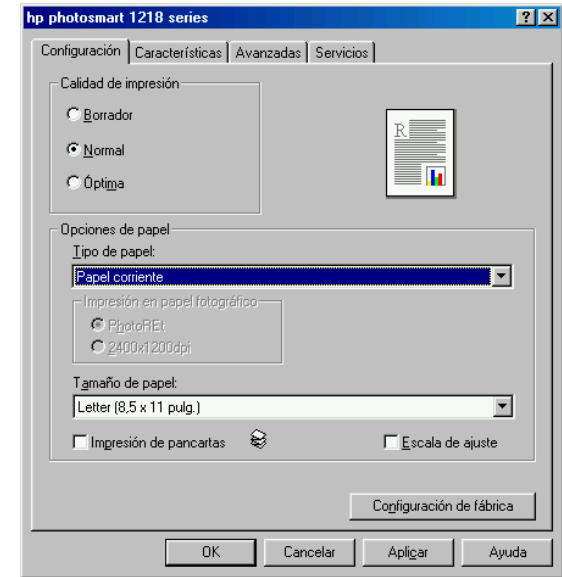 hp photosmart 1218 series
Configuración Características Avanzadas Servicios
Calidad de impresión
Borrador
Normal
Óptima
R
Opciones de papel
Tipo de papel:
Papel corriente
Impresión en papel fotográfico
PhotoREt
2400x1200dpi
Tamaño de papel:
Letter (8,5 x 11 pulg.)
Impresión de pancartas Escala de ajuste
Configuración de fábrica
OK Cancelar Aplicar Ayuda